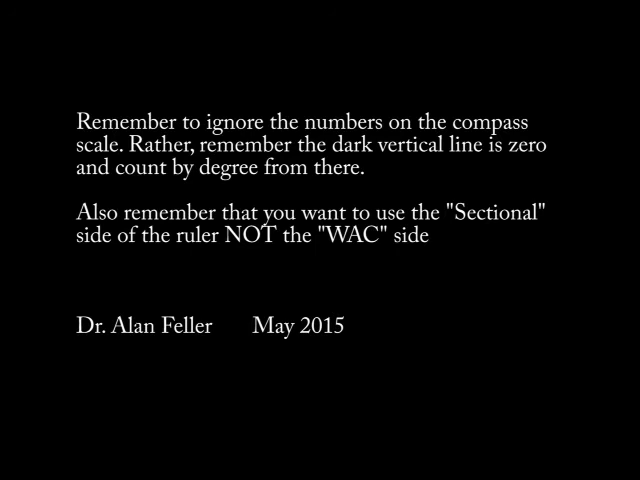 Remember to ignore the numbers on the compass
scale. Rather, remember the dark vertical line is zero
and count by degree from there.
Also remember that you want to use the "Sectional"
side of the ruler NOT the "WAC" side
Dr. Alan Feller May 2015